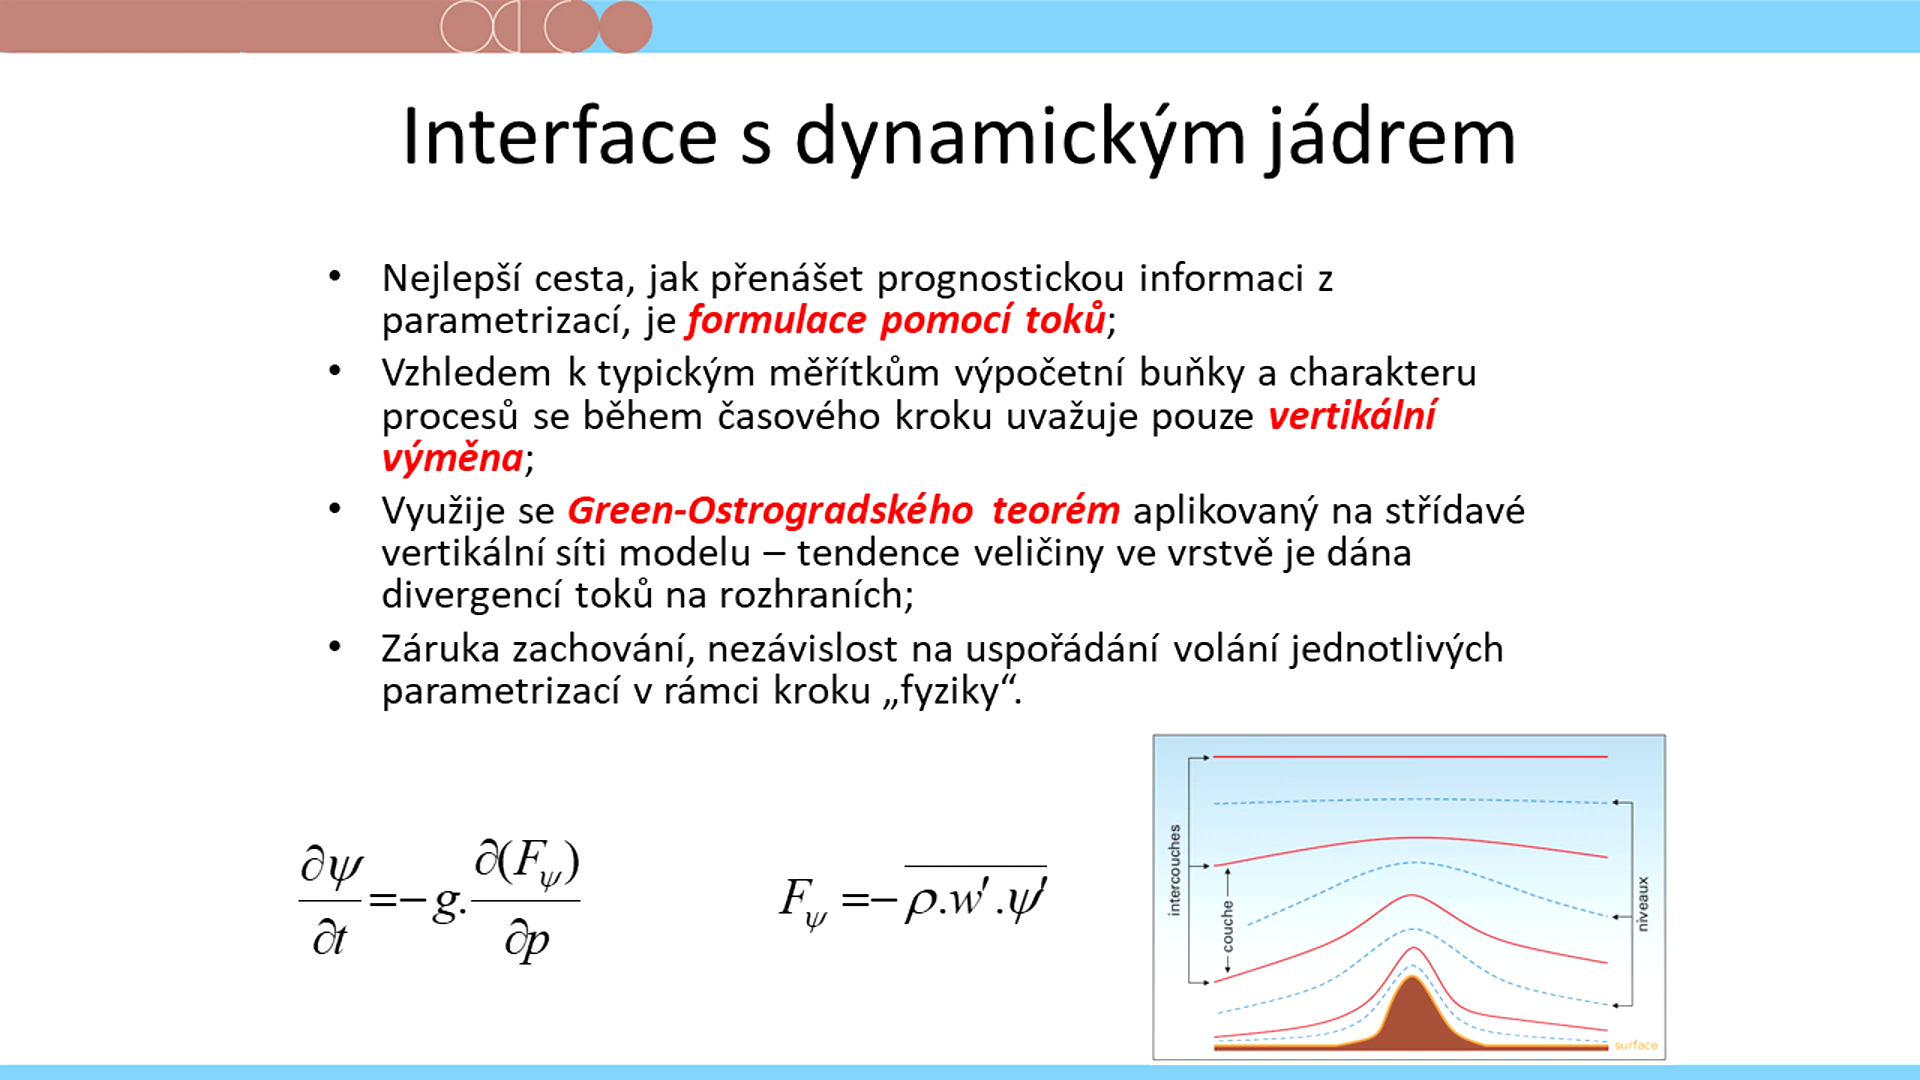 Interface s dynamickým jádrem
• Nejlepší cesta, jak přenášet prognostickou informaci z
parametrizací, je formulace pomocí toků;
• Vzhledem k typickým měřítkům výpočetní buňky a charakteru
procesů se během časového kroku uvažuje pouze vertikální
výměna;
• Využije se Green-Ostrogradského teorém aplikovaný na střídavé
vertikální síti modelu – tendence veličiny ve vrstvě je dána
divergencí toků na rozhraních;
• Záruka zachování, nezávislost na uspořádání volání jednotlivých
parametrizací v rámci kroku „fyziky“.
∂ψ/∂t = − g. ∂(F_ψ)/∂p
F_ψ = − \overline{ρ.w′.ψ′}
intercouches
couche
niveaux
surface